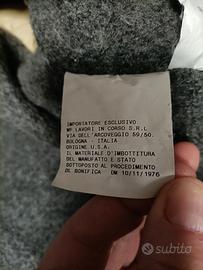 IMPORTATORE ESCLUSIVO:
WP LAVORI IN CORSO S.R.L
VIA DELL'ARCOVEGGIO 59/5D.
BOLOGNA - ITALIA
ORIGINE U.S.A.
IL MATERIALE D'IMBOTTITURA
DEL MANUFATTO E STATO
SOTTOPOSTO AL PROCEDIMENTO
DI BONIFICA (DM 10/11/1976
subito